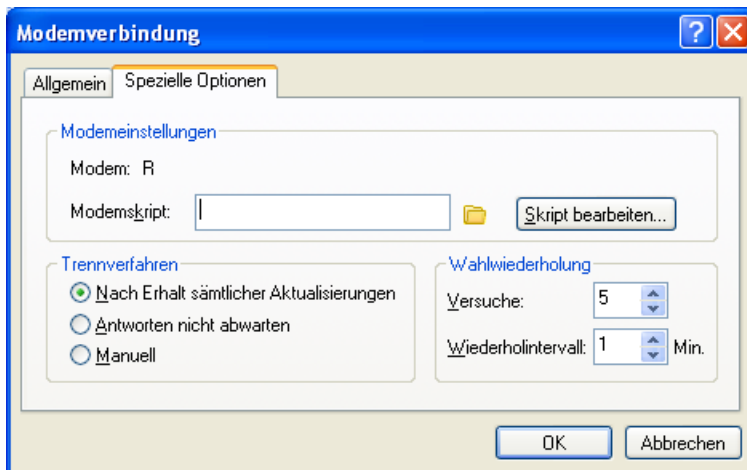 Modemverbindung
Allgemein
Spezielle Optionen
Modemeinstellungen
Modem: R
Modemskript:
Skript bearbeiten...
Trennverfahren
Nach Erhalt sämtlicher Aktualisierungen
Antworten nicht abwarten
Manuell
Wahlwiederholung
Versuche: 5
Wiederholintervall: 1 Min.
OK
Abbrechen